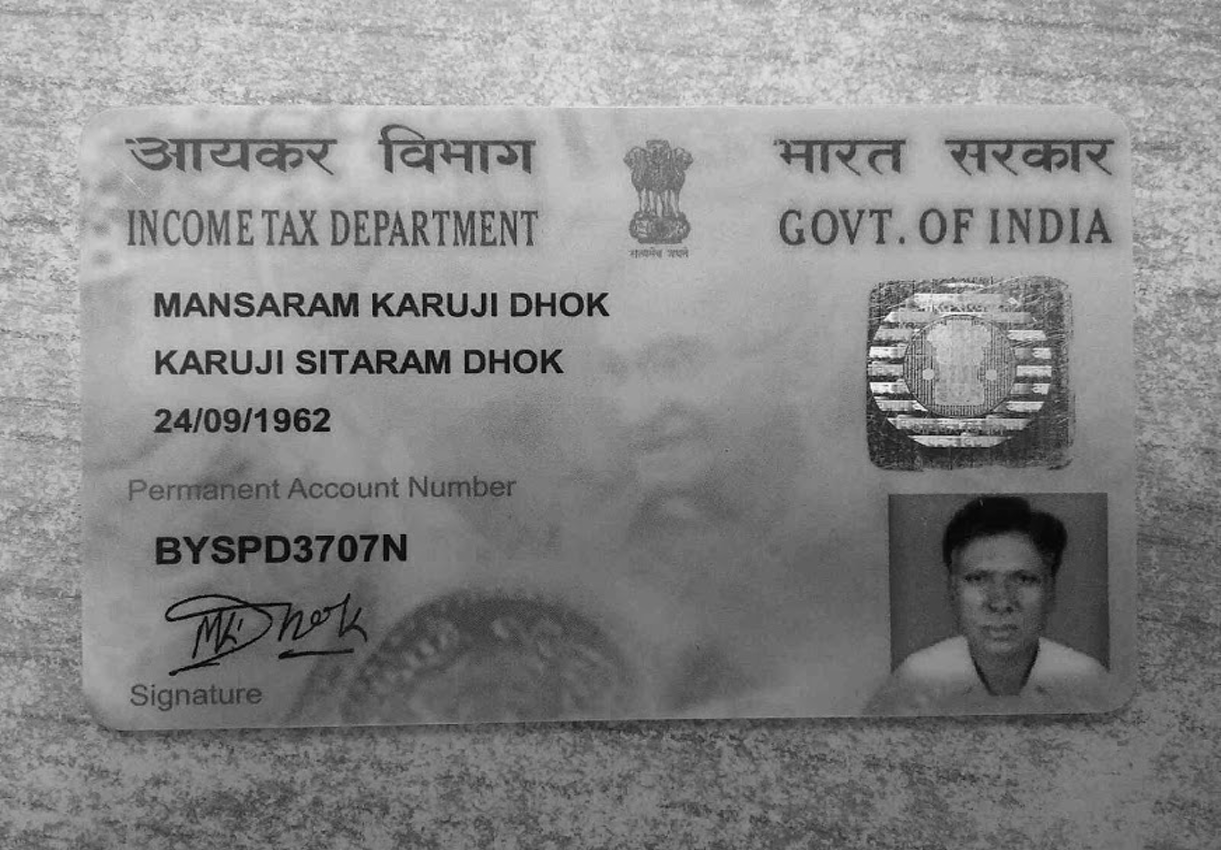 आयकर विभाग
भारत सरकार
INCOME TAX DEPARTMENT
GOVT. OF INDIA
सत्यमेव जयते
MANSARAM KARUJI DHOK
KARUJI SITARAM DHOK
24/09/1962
Permanent Account Number
BYSPD3707N
MK Dhok
Signature